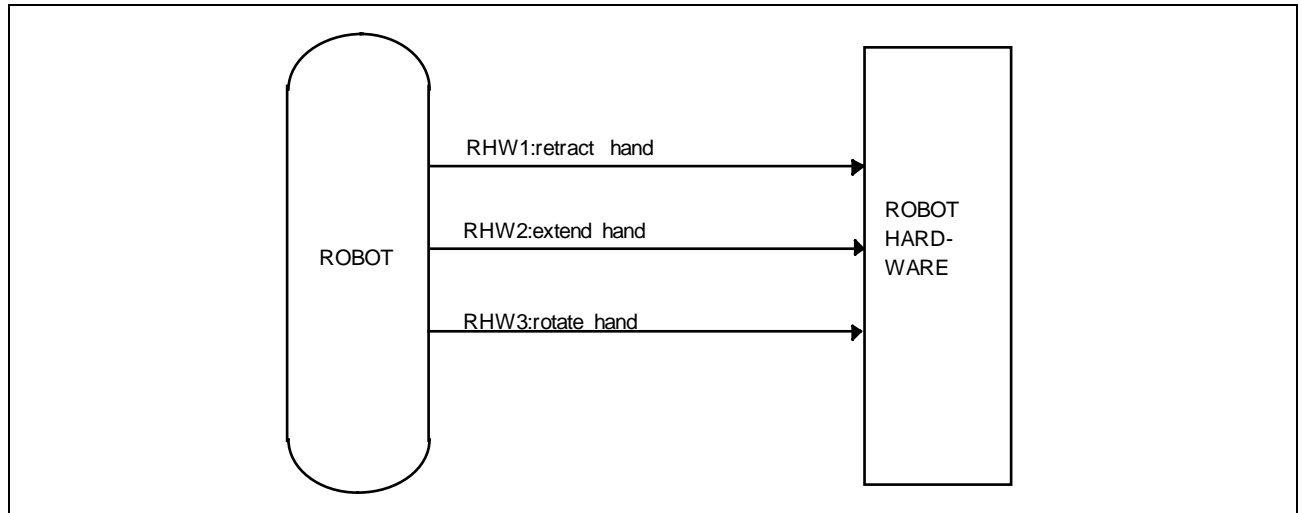 RHW1:retract hand
RHW2:extend hand
ROBOT
RHW3:rotate hand
ROBOT
HARD-
WARE